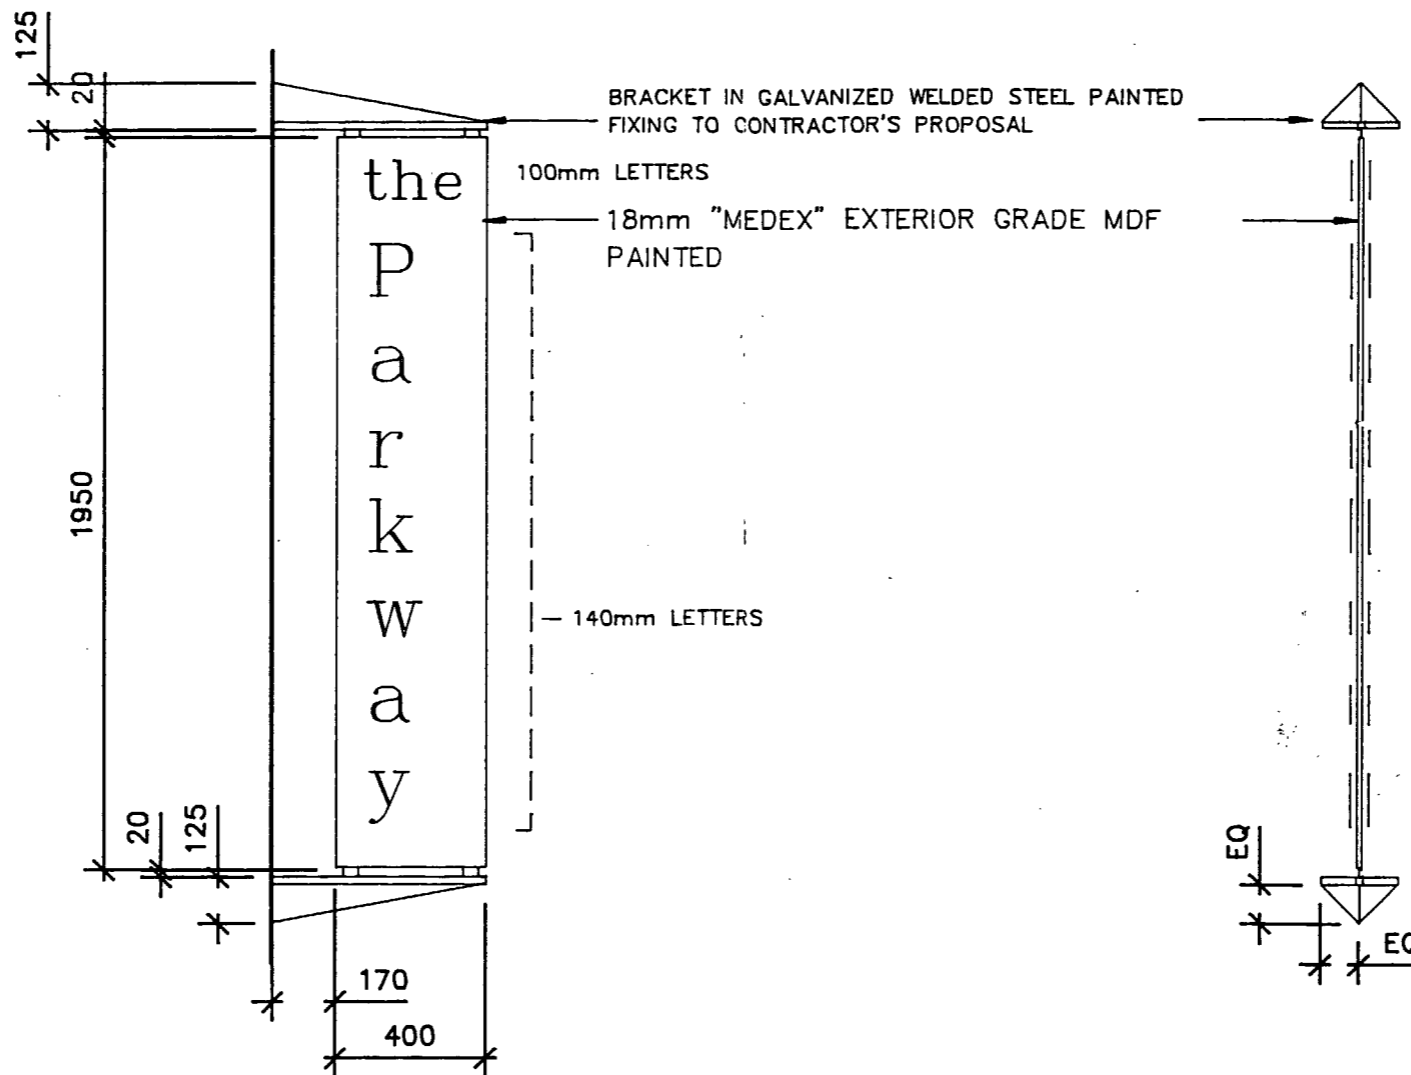 125
20
BRACKET IN GALVANIZED WELDED STEEL PAINTED
FIXING TO CONTRACTOR'S PROPOSAL
the
100mm LETTERS
18mm "MEDEX" EXTERIOR GRADE MDF
PAINTED
P
a
r
k
w
a
y
1950
140mm LETTERS
20
125
EQ
EQ
170
400